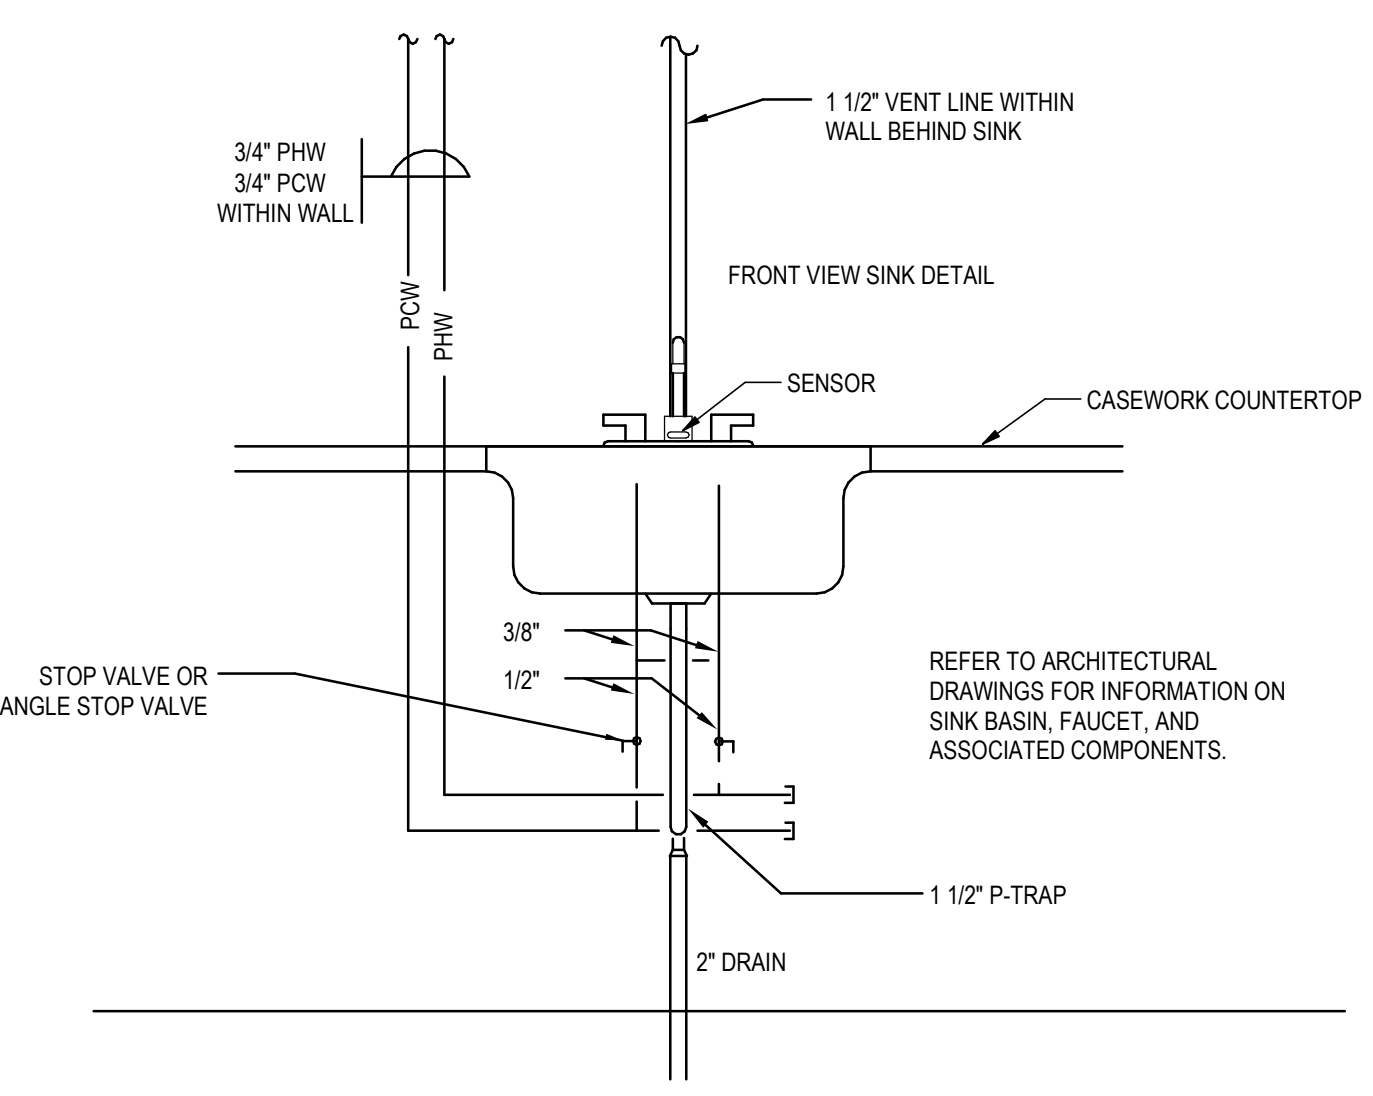 1 1/2" VENT LINE WITHIN
WALL BEHIND SINK
3/4" PHW
3/4" PCW
WITHIN WALL
FRONT VIEW SINK DETAIL
PCW
PHW
SENSOR
CASEWORK COUNTERTOP
3/8"
1/2"
STOP VALVE OR
ANGLE STOP VALVE
REFER TO ARCHITECTURAL
DRAWINGS FOR INFORMATION ON
SINK BASIN, FAUCET, AND
ASSOCIATED COMPONENTS.
1 1/2" P-TRAP
2" DRAIN